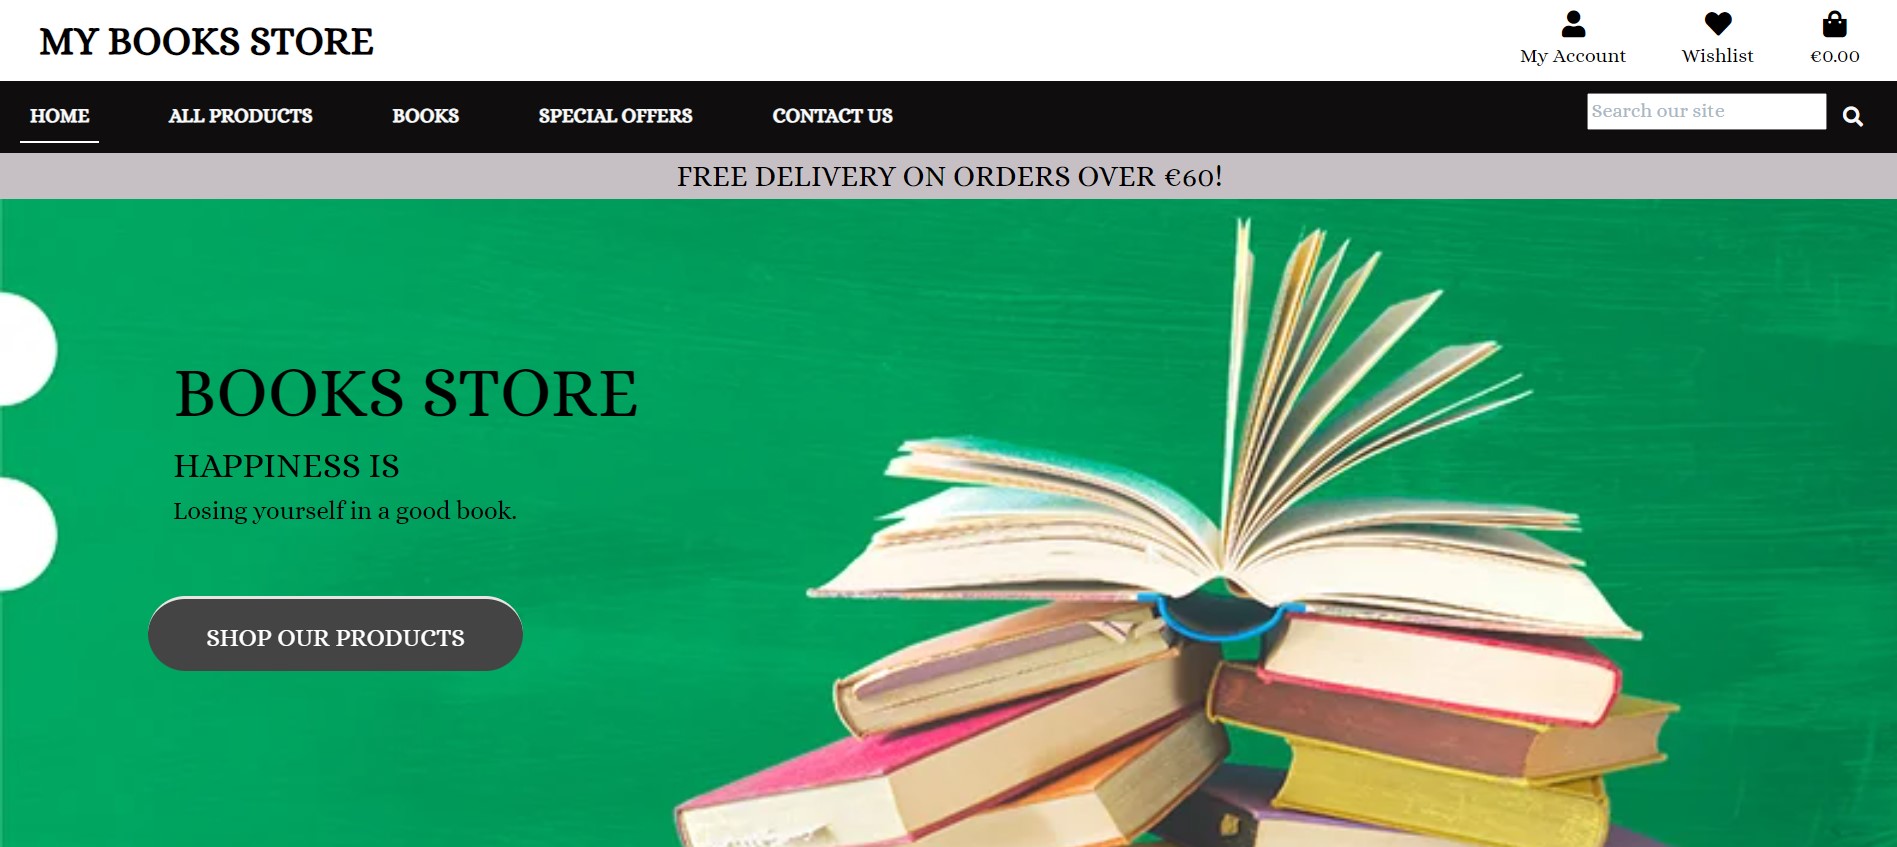 MY BOOKS STORE
My Account
Wishlist
€0.00
HOME
ALL PRODUCTS
BOOKS
SPECIAL OFFERS
CONTACT US
Search our site
FREE DELIVERY ON ORDERS OVER €60!
BOOKS STORE
HAPPINESS IS
Losing yourself in a good book.
SHOP OUR PRODUCTS